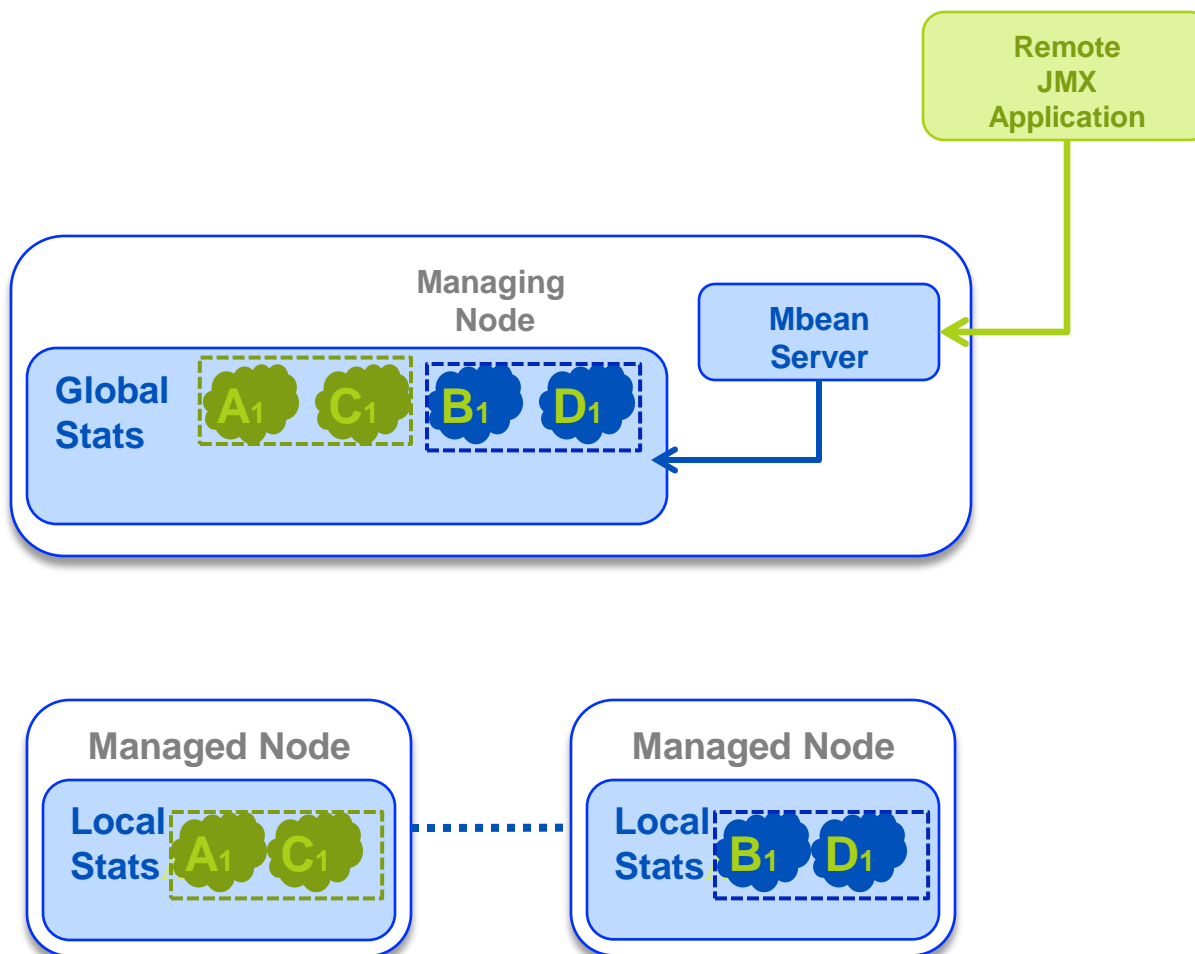 Remote
JMX
Application
Managing
Node
Mbean
Server
Global
Stats
A1
C1
B1
D1
Managed Node
Local
Stats
A1
C1
Managed Node
Local
Stats
B1
D1